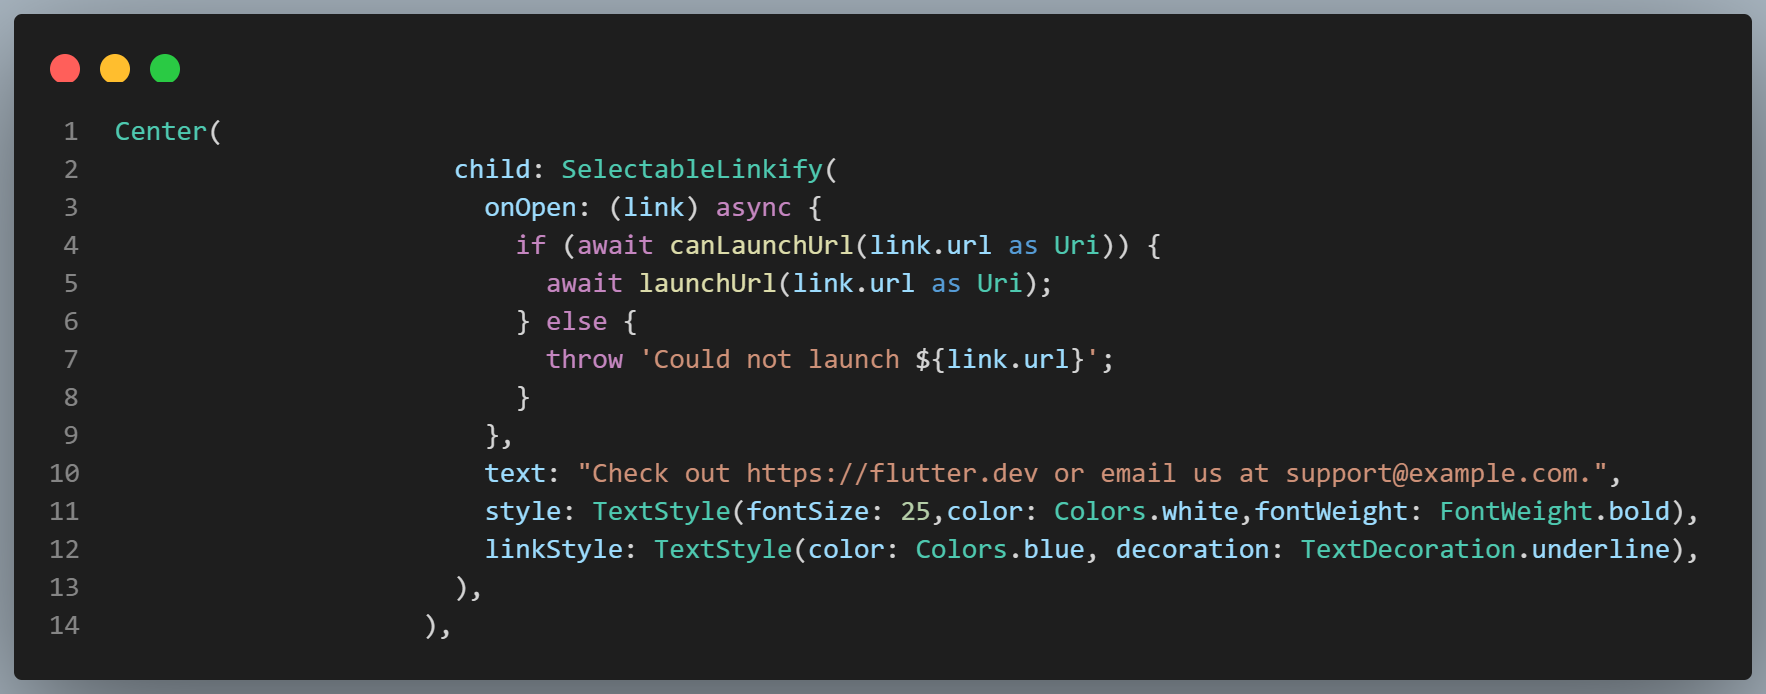 1 Center(
2 child: SelectableLinkify(
3 onOpen: (link) async {
4 if (await canLaunchUrl(link.url as Uri)) {
5 await launchUrl(link.url as Uri);
6 } else {
7 throw 'Could not launch ${link.url}';
8 }
9 },
10 text: "Check out https://flutter.dev or email us at support@example.com.",
11 style: TextStyle(fontSize: 25,color: Colors.white,fontWeight: FontWeight.bold),
12 linkStyle: TextStyle(color: Colors.blue, decoration: TextDecoration.underline),
13 ),
14 ),